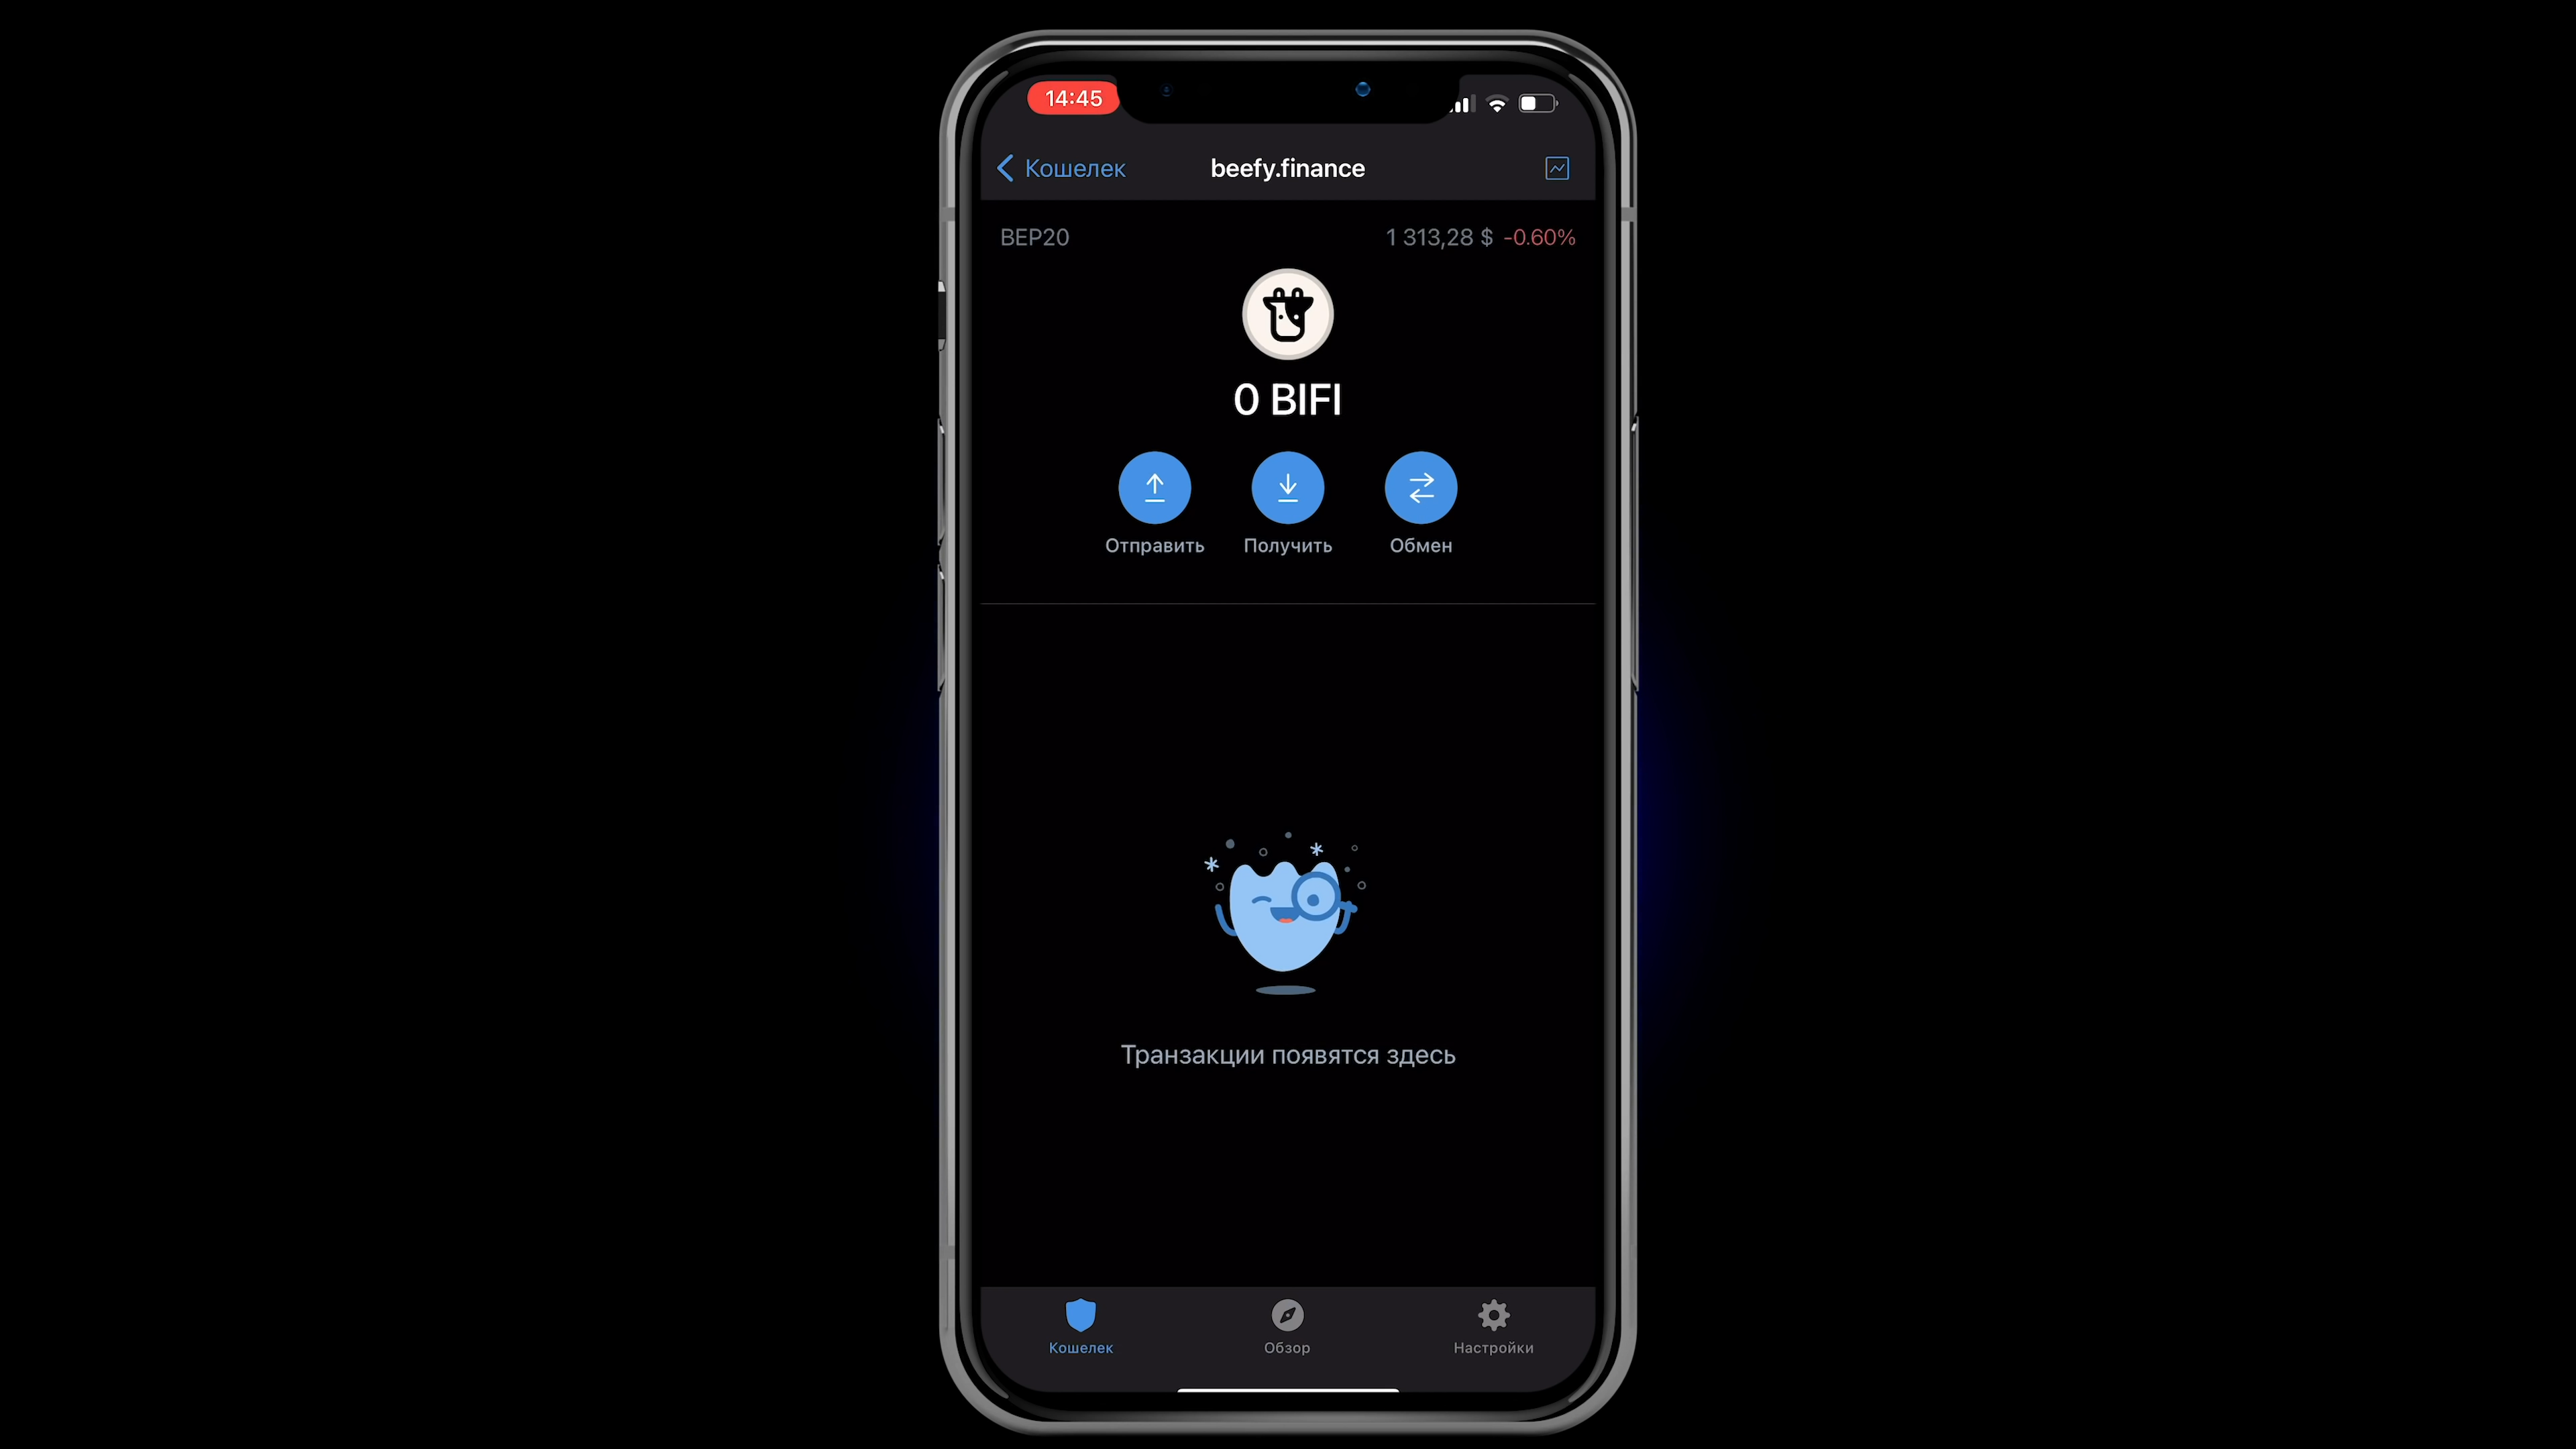 14:45
Кошелек
beefy.finance
BEP20
1 313,28 $ -0.60%
0 BIFI
Отправить
Получить
Обмен
Транзакции появятся здесь
Кошелек
Обзор
Настройки